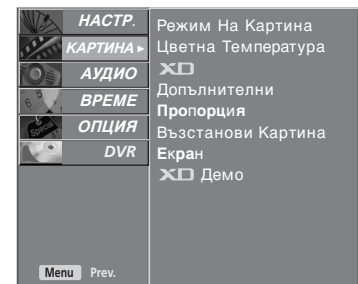 НАСТР.
КАРТИНА ►
АУДИО
ВРЕМЕ
ОПЦИЯ
DVR
Режим На Картина
Цветна Температура
XD
Допълнителни
Пропорция
Възстанови Картина
Екран
XD Демо
Menu Prev.